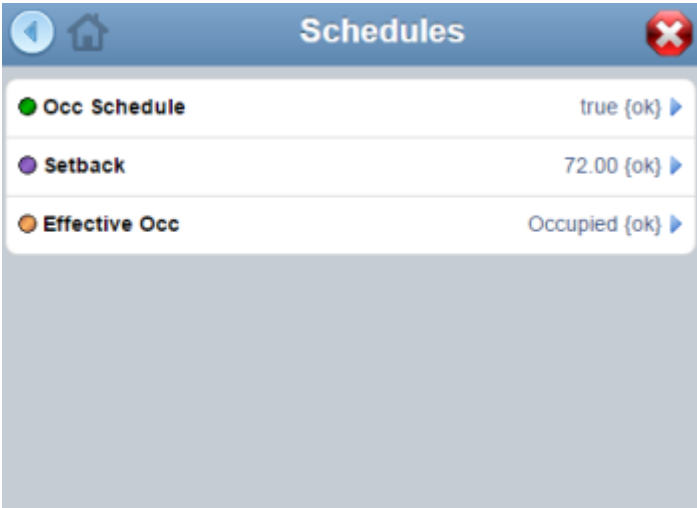 Schedules
Occ Schedule true {ok}
Setback 72.00 {ok}
Effective Occ Occupied {ok}